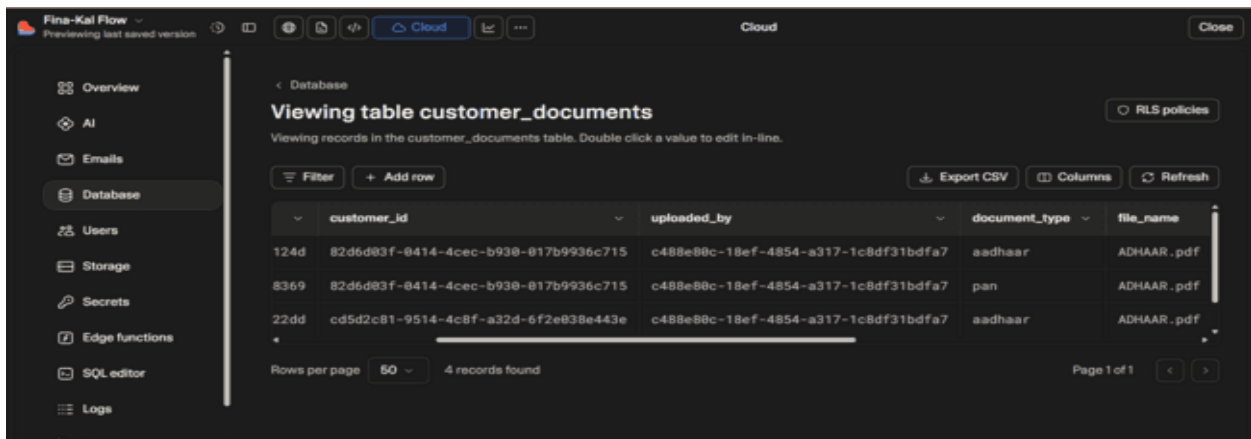 Fina-Kal Flow
Previewing last saved version
Cloud
Cloud
Close
Overview
AI
Emails
Database
Users
Storage
Secrets
Edge functions
SQL editor
Logs
Database
Viewing table customer_documents
RLS policies
Viewing records in the customer_documents table. Double click a value to edit in-line.
Filter
+ Add row
Export CSV
Columns
Refresh
customer_id uploaded_by document_type file_name
124d 82d6d03f-0414-4cec-b930-017b9936c715 c488e80c-18ef-4854-a317-1c8df31bdfa7 aadhaar ADHAAR.pdf
8369 82d6d03f-0414-4cec-b930-017b9936c715 c488e80c-18ef-4854-a317-1c8df31bdfa7 pan ADHAAR.pdf
22dd cd5d2c81-9514-4c8f-a32d-6f2e038e443e c488e80c-18ef-4854-a317-1c8df31bdfa7 aadhaar ADHAAR.pdf
Rows per page 50 4 records found
Page 1 of 1